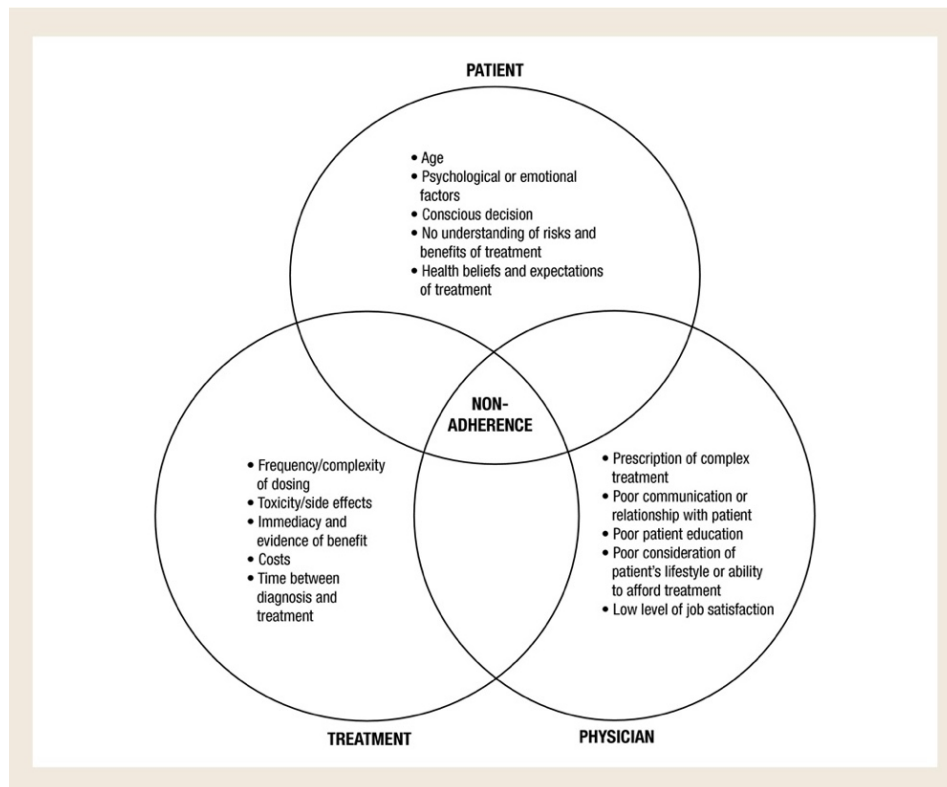 PATIENT
• Age
• Psychological or emotional
factors
• Conscious decision
• No understanding of risks and
benefits of treatment
• Health beliefs and expectations
of treatment
NON-
ADHERENCE
• Frequency/complexity
of dosing
• Toxicity/side effects
• Immediacy and
evidence of benefit
• Costs
• Time between
diagnosis and
treatment
• Prescription of complex
treatment
• Poor communication or
relationship with patient
• Poor patient education
• Poor consideration of
patient's lifestyle or ability
to afford treatment
• Low level of job satisfaction
TREATMENT
PHYSICIAN